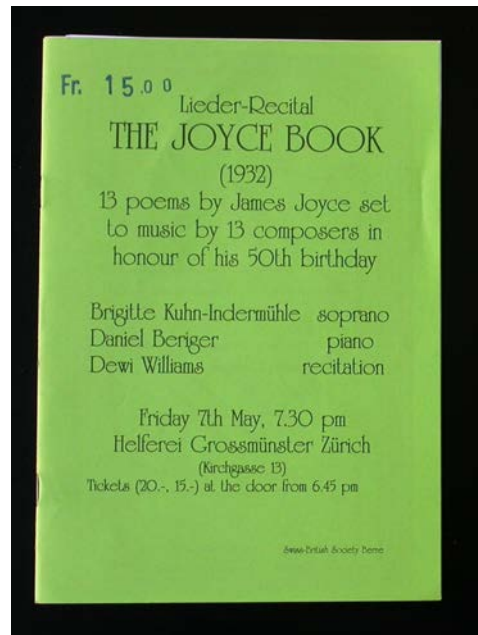 Fr. 15.00
Lieder-Recital
THE JOYCE BOOK
(1932)
13 poems by James Joyce set
to music by 13 composers in
honour of his 50th birthday
Brigitte Kuhn-Indermühle soprano
Daniel Beriger piano
Dewi Williams recitation
Friday 7th May, 7.30 pm
Helferei Grossmünster Zürich
(Kirchgasse 13)
Tickets (20.-, 15.-) at the door from 6.45 pm
Swiss-British Society Berne